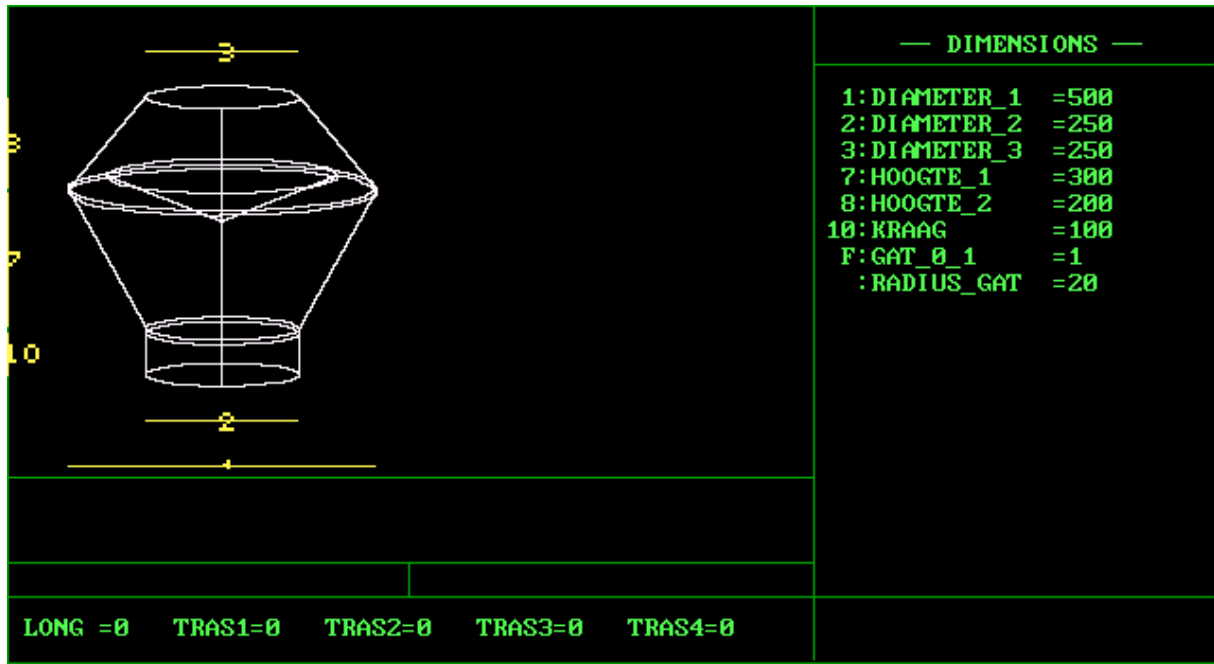 3
8
7
10
2
1
— DIMENSIONS —
1:DIAMETER_1 =500
2:DIAMETER_2 =250
3:DIAMETER_3 =250
7:HOOGTE_1 =300
8:HOOGTE_2 =200
10:KRAAG =100
F:GAT_0_1 =1
:RADIUS_GAT =20
LONG =0 TRAS1=0 TRAS2=0 TRAS3=0 TRAS4=0